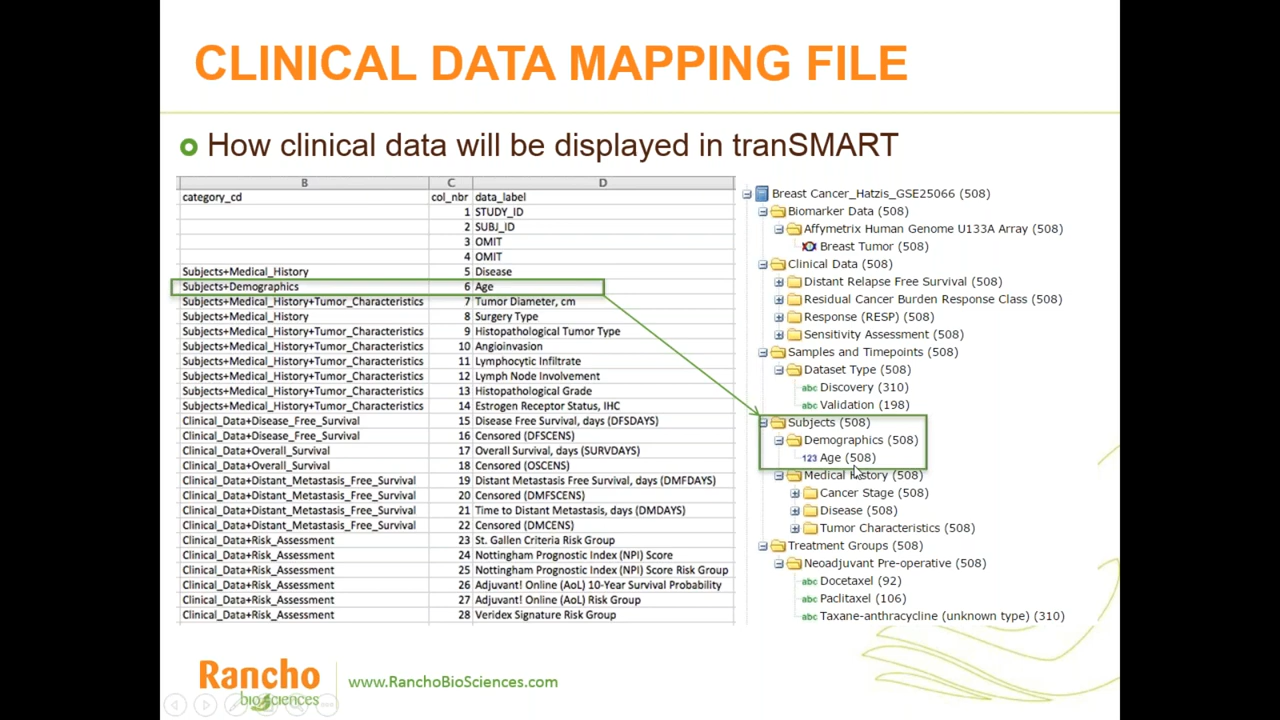 CLINICAL DATA MAPPING FILE
How clinical data will be displayed in tranSMART
B C D
category_cd col_nbr data_label
1 STUDY_ID
2 SUBJ_ID
3 OMIT
4 OMIT
Subjects+Medical_History 5 Disease
Subjects+Demographics 6 Age
Subjects+Medical_History+Tumor_Characteristics 7 Tumor Diameter, cm
Subjects+Medical_History 8 Surgery Type
Subjects+Medical_History+Tumor_Characteristics 9 Histopathological Tumor Type
Subjects+Medical_History+Tumor_Characteristics 10 Angioinvasion
Subjects+Medical_History+Tumor_Characteristics 11 Lymphocytic Infiltrate
Subjects+Medical_History+Tumor_Characteristics 12 Lymph Node Involvement
Subjects+Medical_History+Tumor_Characteristics 13 Histopathological Grade
Subjects+Medical_History+Tumor_Characteristics 14 Estrogen Receptor Status, IHC
Clinical_Data+Disease_Free_Survival 15 Disease Free Survival, days (DFSDAYS)
Clinical_Data+Disease_Free_Survival 16 Censored (DFSCENS)
Clinical_Data+Overall_Survival 17 Overall Survival, days (SURVDAYS)
Clinical_Data+Overall_Survival 18 Censored (OSCENS)
Clinical_Data+Distant_Metastasis_Free_Survival 19 Distant Metastasis Free Survival, days (DMFDAYS)
Clinical_Data+Distant_Metastasis_Free_Survival 20 Censored (DMFSCENS)
Clinical_Data+Distant_Metastasis_Free_Survival 21 Time to Distant Metastasis, days (DMDAYS)
Clinical_Data+Distant_Metastasis_Free_Survival 22 Censored (DMCENS)
Clinical_Data+Risk_Assessment 23 St. Gallen Criteria Risk Group
Clinical_Data+Risk_Assessment 24 Nottingham Prognostic Index (NPI) Score
Clinical_Data+Risk_Assessment 25 Nottingham Prognostic Index (NPI) Score Risk Group
Clinical_Data+Risk_Assessment 26 Adjuvant! Online (AoL) 10-Year Survival Probability
Clinical_Data+Risk_Assessment 27 Adjuvant! Online (AoL) Risk Group
Clinical_Data+Risk_Assessment 28 Veridex Signature Risk Group
Breast Cancer_Hatzis_GSE25066 (508)
Biomarker Data (508)
Affymetrix Human Genome U133A Array (508)
Breast Tumor (508)
Clinical Data (508)
Distant Relapse Free Survival (508)
Residual Cancer Burden Response Class (508)
Response (RESP) (508)
Sensitivity Assessment (508)
Samples and Timepoints (508)
Dataset Type (508)
abc Discovery (310)
abc Validation (198)
Subjects (508)
Demographics (508)
123 Age (508)
Medical History (508)
Cancer Stage (508)
Disease (508)
Tumor Characteristics (508)
Treatment Groups (508)
Neoadjuvant Pre-operative (508)
abc Docetaxel (92)
abc Paclitaxel (106)
abc Taxane-anthracycline (unknown type) (310)
Rancho
biosciences
www.RanchoBioSciences.com